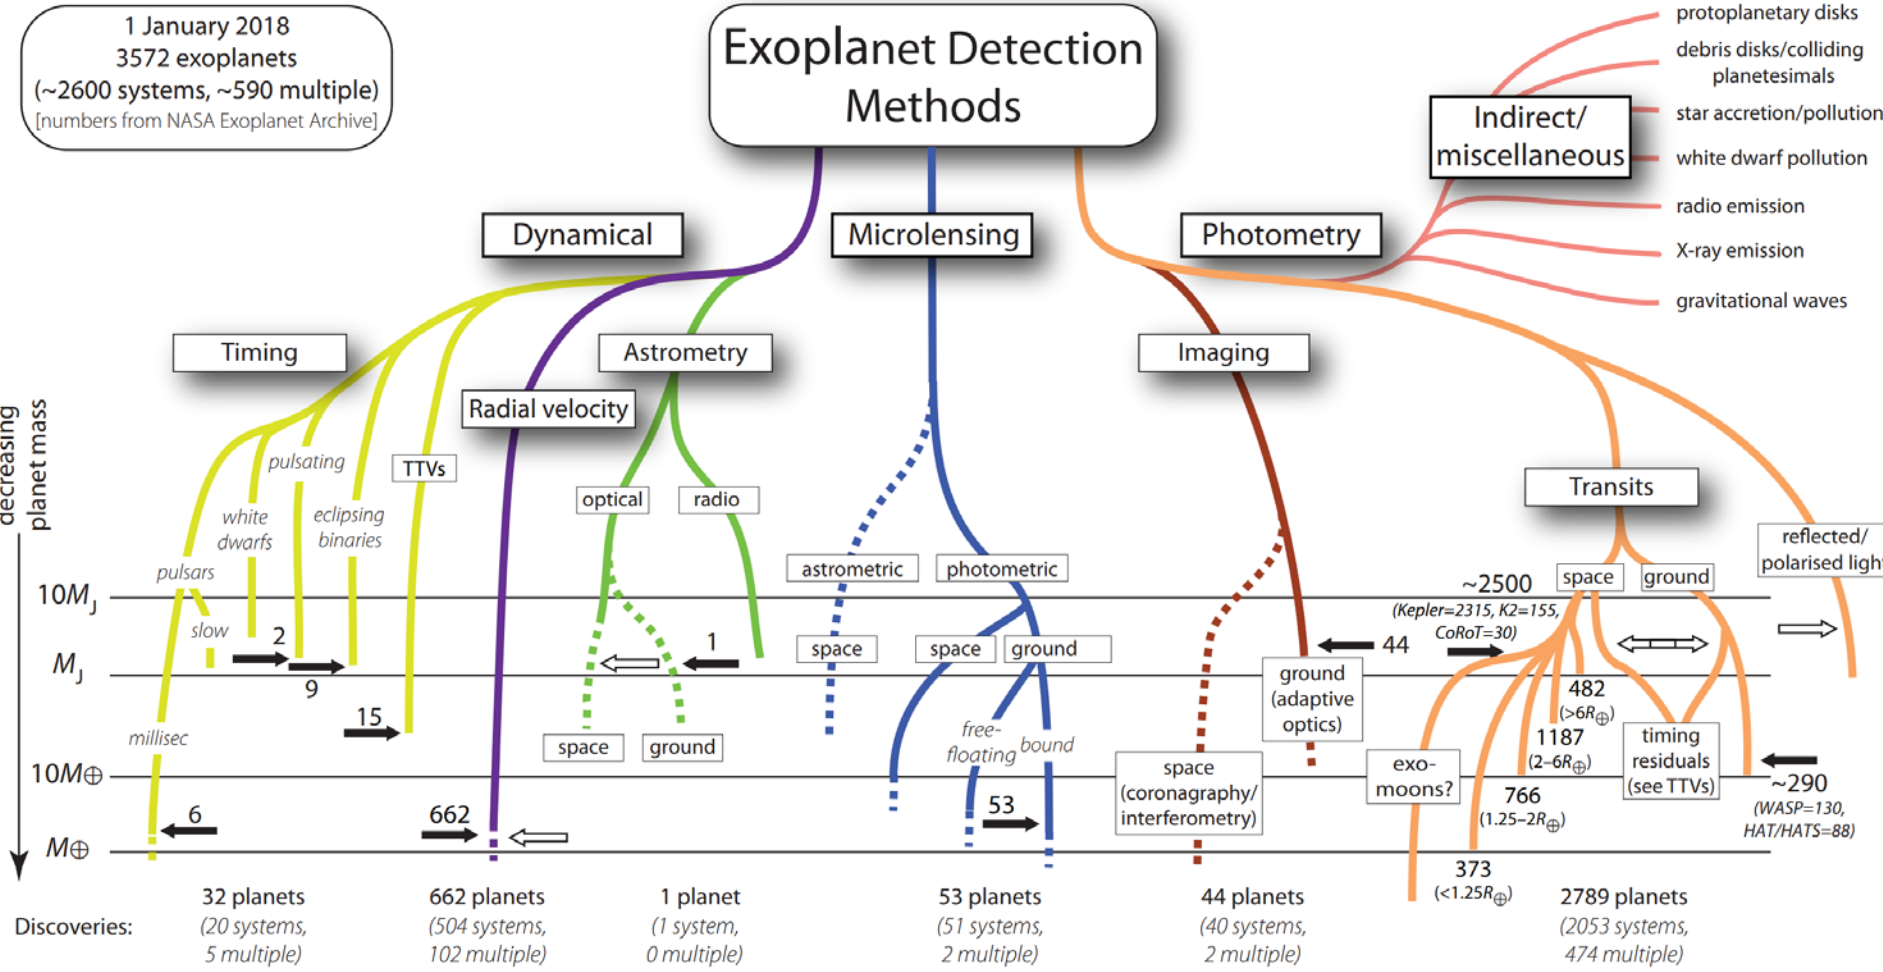 1 January 2018
3572 exoplanets
(~2600 systems, ~590 multiple)
[numbers from NASA Exoplanet Archive]
Exoplanet Detection
Methods
protoplanetary disks
debris disks/colliding
planetesimals
Indirect/
miscellaneous
star accretion/pollution
white dwarf pollution
radio emission
X-ray emission
gravitational waves
Dynamical
Microlensing
Photometry
Timing
Astrometry
Imaging
Radial velocity
decreasing
planet mass
pulsating
TTVs
white
dwarfs
eclipsing
binaries
optical
radio
Transits
pulsars
slow
astrometric
photometric
reflected/
polarised light
space
ground
~2500
(Kepler=2315, K2=155,
CoRoT=30)
10MJ
MJ
10M⊕
M⊕
2
9
15
1
space
space
ground
44
ground
(adaptive
optics)
482
(>6R⊕)
1187
(2–6R⊕)
766
(1.25–2R⊕)
373
(<1.25R⊕)
timing
residuals
(see TTVs)
millisec
space
ground
free-
floating
bound
space
(coronagraphy/
interferometry)
exo-
moons?
~290
(WASP=130,
HAT/HATS=88)
6
662
53
Discoveries:
32 planets
(20 systems,
5 multiple)
662 planets
(504 systems,
102 multiple)
1 planet
(1 system,
0 multiple)
53 planets
(51 systems,
2 multiple)
44 planets
(40 systems,
2 multiple)
2789 planets
(2053 systems,
474 multiple)